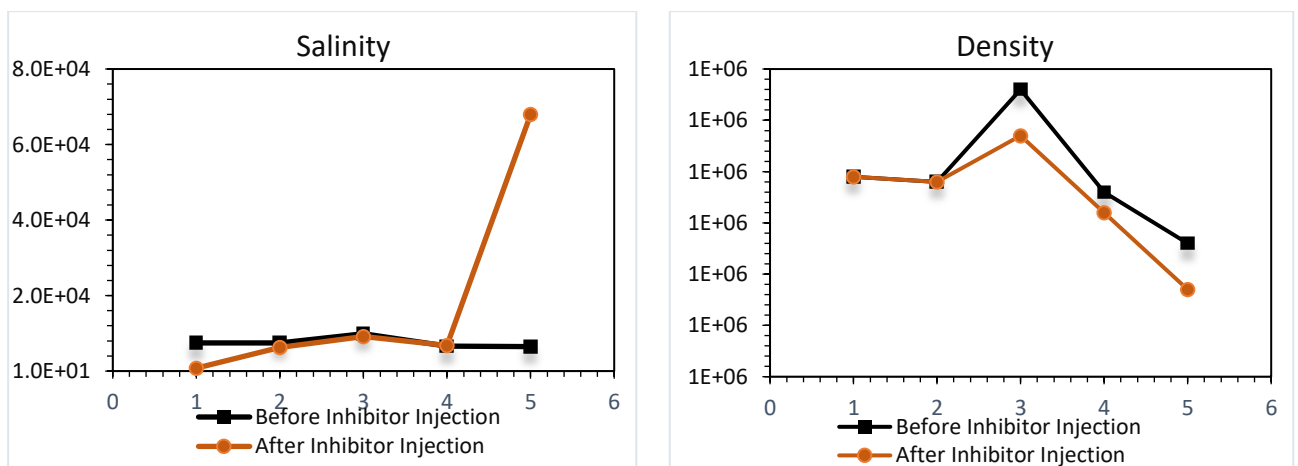 Salinity
8.0E+04
6.0E+04
4.0E+04
2.0E+04
1.0E+01
0 1 2 3 4 5 6
Before Inhibitor Injection
After Inhibitor Injection
Density
1E+06
1E+06
1E+06
1E+06
1E+06
1E+06
1E+06
0 1 2 3 4 5 6
Before Inhibitor Injection
After Inhibitor Injection